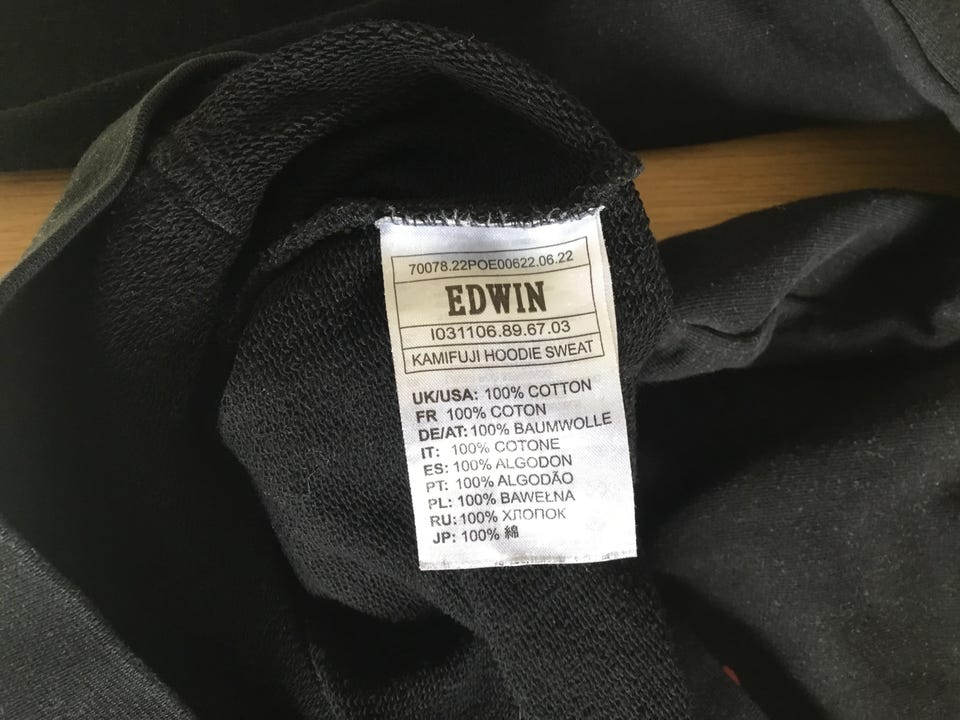 70078.22POE00622.06.22
EDWIN
I031106.89.67.03
KAMIFUJI HOODIE SWEAT
UK/USA: 100% COTTON
FR 100% COTON
DE/AT: 100% BAUMWOLLE
IT: 100% COTONE
ES: 100% ALGODON
PT: 100% ALGODÃO
PL: 100% BAWEŁNA
RU: 100% ХЛОПОК
JP: 100% 綿